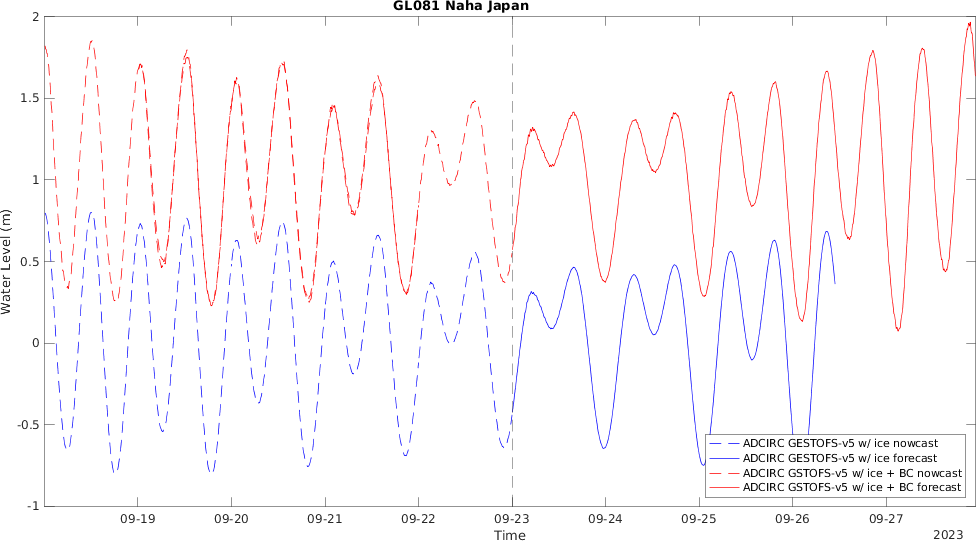 GL081 Naha Japan
2
1.5
1
0.5
0
-0.5
-1
Water Level (m)
09-19
09-20
09-21
09-22
09-23
09-24
09-25
09-26
09-27
Time
2023
ADCIRC GESTOFS-v5 w/ ice nowcast
ADCIRC GESTOFS-v5 w/ ice forecast
ADCIRC GSTOFS-v5 w/ ice + BC nowcast
ADCIRC GSTOFS-v5 w/ ice + BC forecast